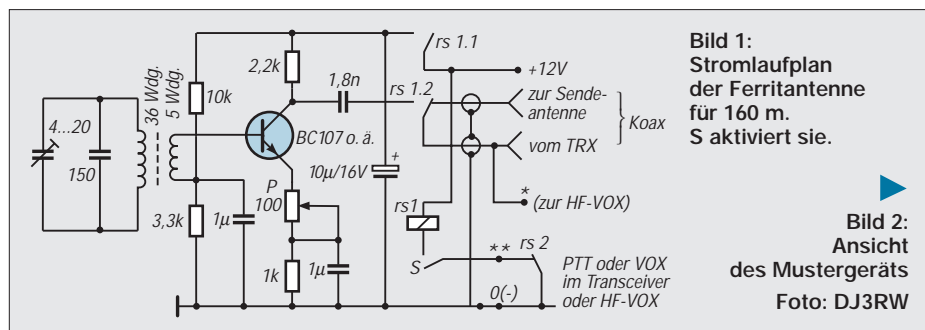 rs 1.1
2,2k
+12V
1,8n
rs 1.2
36 Wdg.
5 Wdg.
10k
zur Sende-
antenne
Koax
4...20
150
BC107 o. ä.
+
10µ/16V
vom TRX
P
100
*
(zur HF-VOX)
3,3k
1µ
rs1
**
rs 2
S
1k
1µ
PTT oder VOX
im Transceiver
oder HF-VOX
0(-)
Bild 1:
Stromlaufplan
der Ferritantenne
für 160 m.
S aktiviert sie.
Bild 2:
Ansicht
des Mustergeräts
Foto: DJ3RW